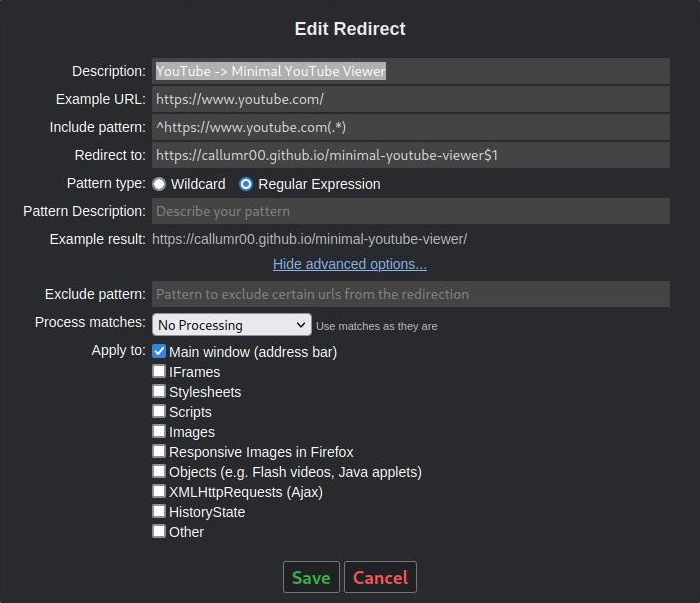 Edit Redirect
Description: YouTube -> Minimal YouTube Viewer
Example URL: https://www.youtube.com/
Include pattern: ^https://www.youtube.com(.*)
Redirect to: https://callumr00.github.io/minimal-youtube-viewer$1
Pattern type: Wildcard Regular Expression
Pattern Description: Describe your pattern
Example result: https://callumr00.github.io/minimal-youtube-viewer/
Hide advanced options...
Exclude pattern: Pattern to exclude certain urls from the redirection
Process matches: No Processing Use matches as they are
Apply to: Main window (address bar)
IFrames
Stylesheets
Scripts
Images
Responsive Images in Firefox
Objects (e.g. Flash videos, Java applets)
XMLHttpRequests (Ajax)
HistoryState
Other
Save Cancel